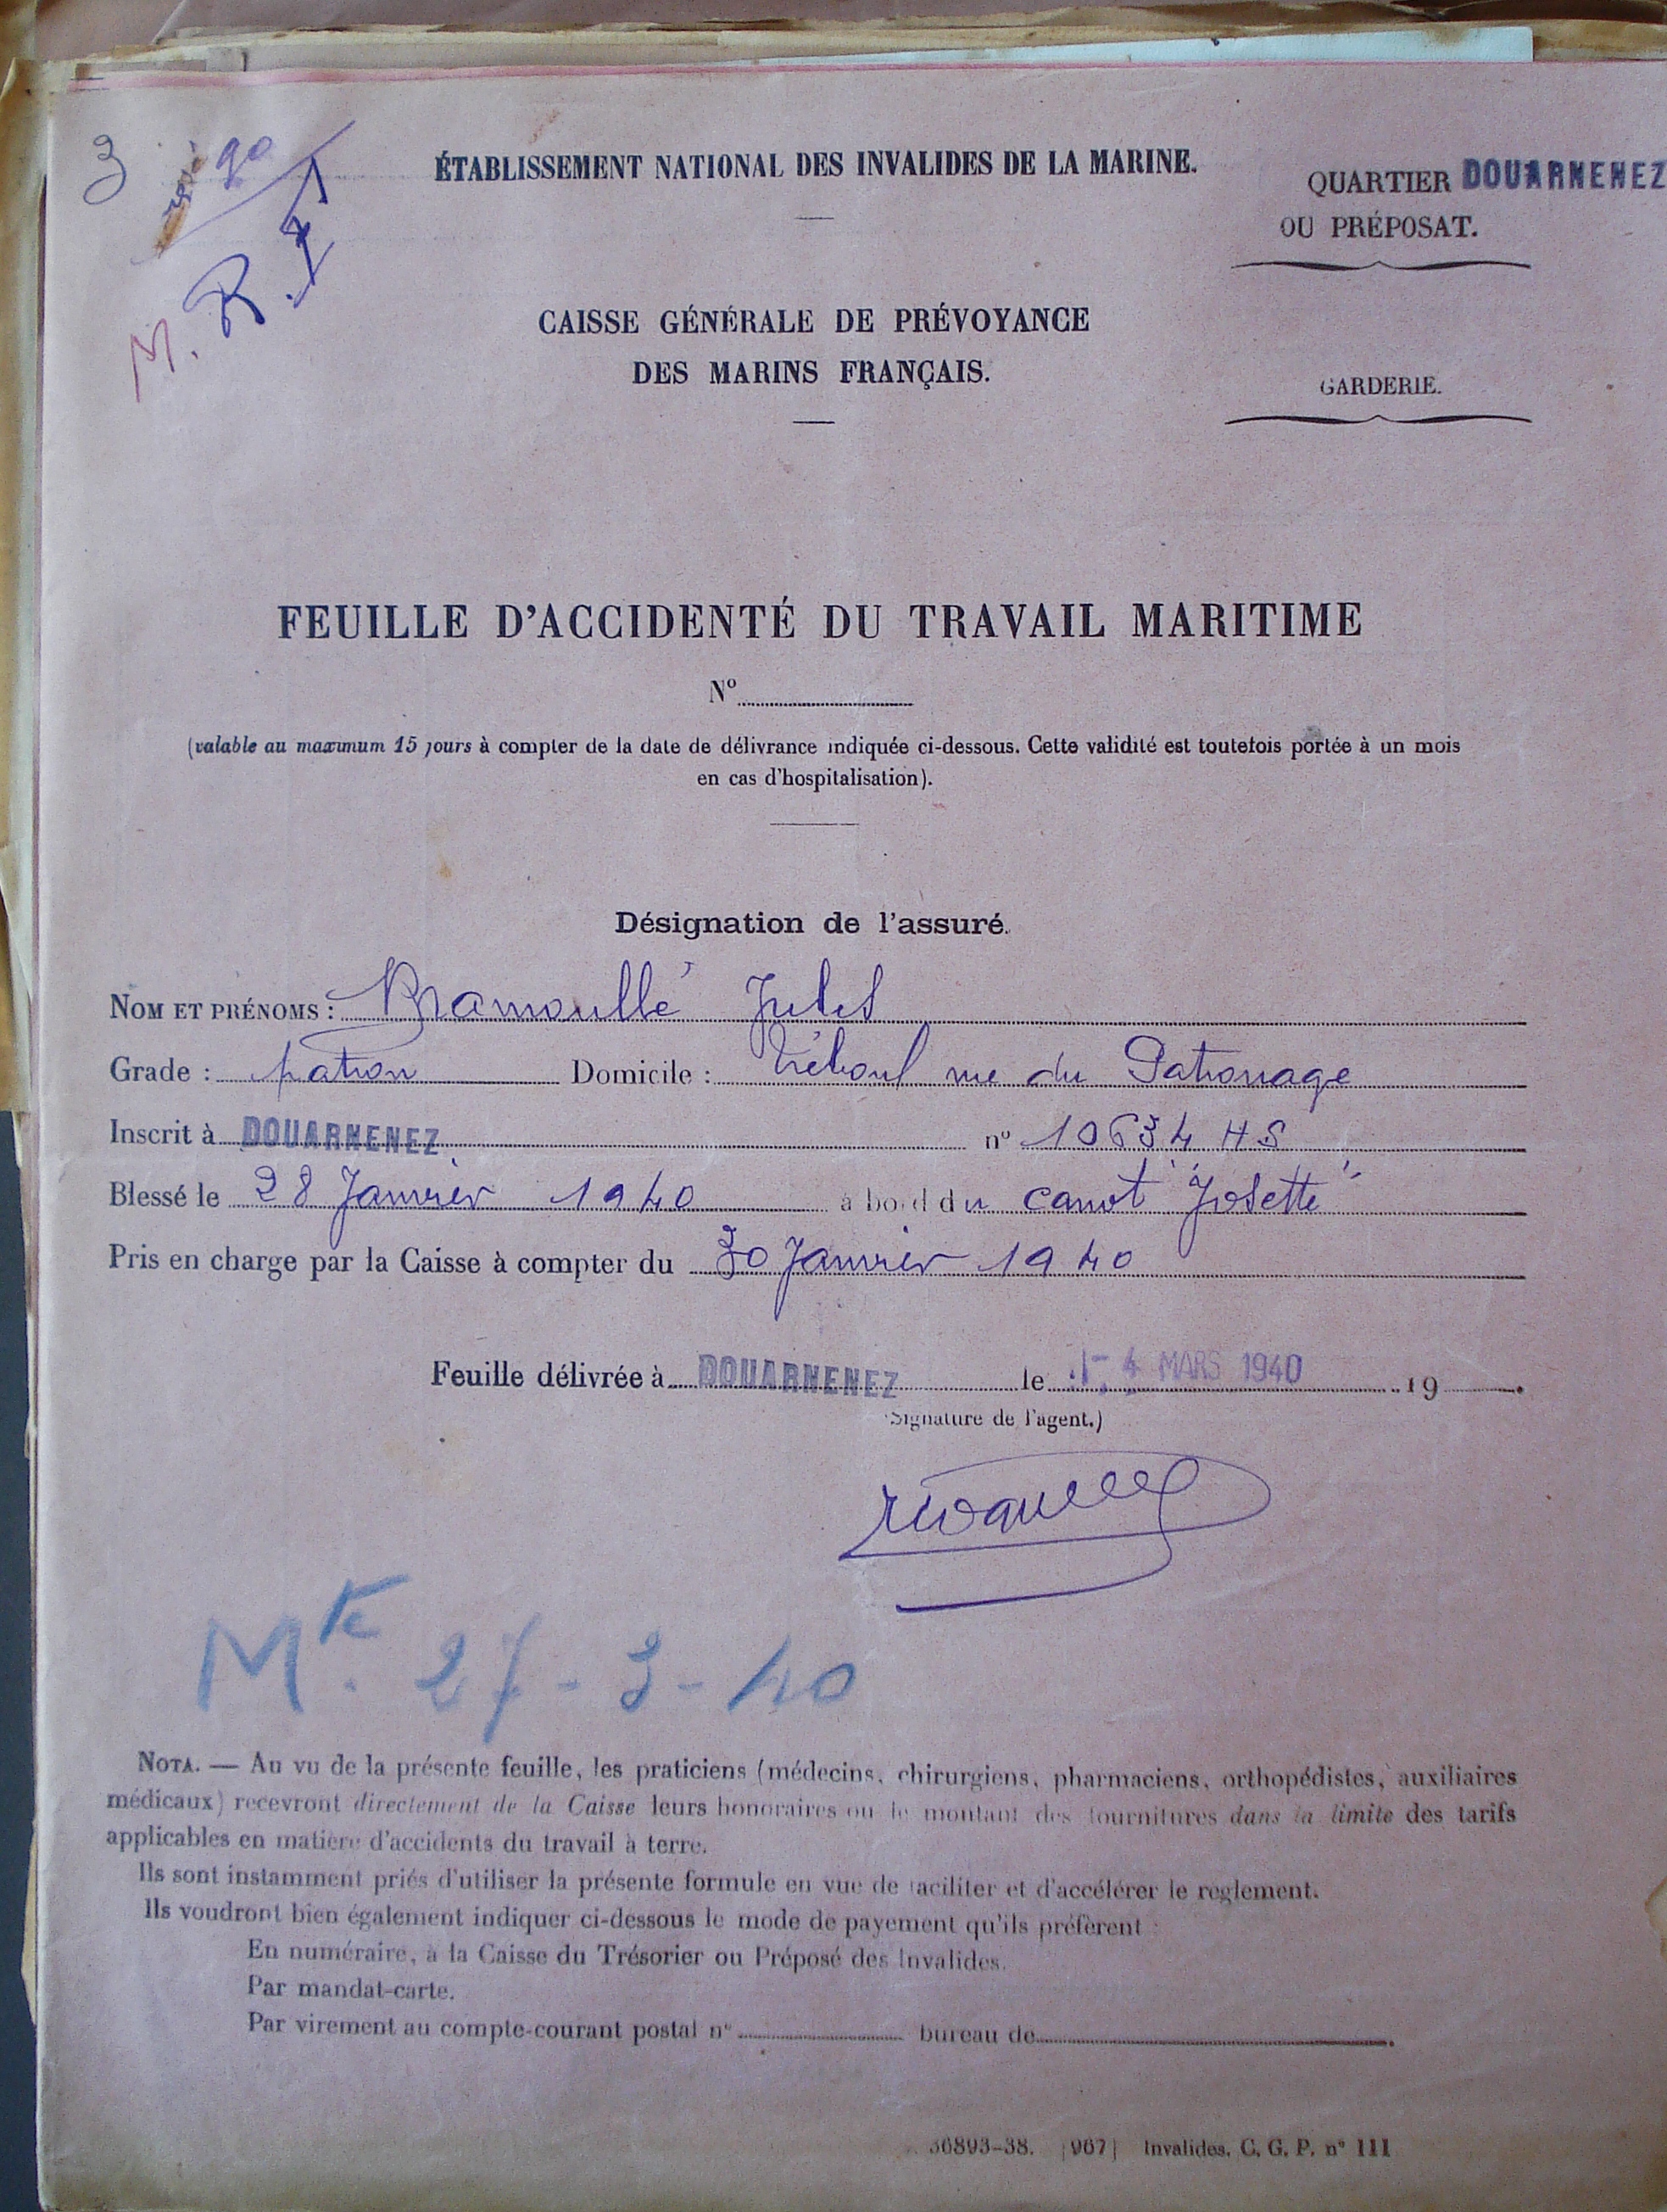 3
90
M. R.
ÉTABLISSEMENT NATIONAL DES INVALIDES DE LA MARINE.
QUARTIER DOUARNENEZ
OU PRÉPOSAT.
CAISSE GÉNÉRALE DE PRÉVOYANCE
DES MARINS FRANÇAIS.
GARDERIE.
FEUILLE D'ACCIDENTÉ DU TRAVAIL MARITIME
Nº
(valable au maximum 15 jours à compter de la date de délivrance indiquée ci-dessous. Cette validité est toutefois portée à un mois
en cas d'hospitalisation).
Désignation de l'assuré.
NOM ET PRÉNOMS : Bramoullé Jules
Grade : patron Domicile : Tréboul rue du Patronage
Inscrit à DOUARNENEZ nº 10634 HS
Blessé le 28 Janvier 1940 à bord du canot "Josette"
Pris en charge par la Caisse à compter du 30 Janvier 1940
Feuille délivrée à DOUARNENEZ le 4 MARS 1940 19 .
(Signature de l'agent.)
Mte. 27-3-40
NOTA. — Au vu de la présente feuille, les praticiens (médecins, chirurgiens, pharmaciens, orthopédistes, auxiliaires
médicaux) recevront directement de la Caisse leurs honoraires ou le montant des fournitures dans la limite des tarifs
applicables en matière d'accidents du travail à terre.
Ils sont instamment priés d'utiliser la présente formule en vue de faciliter et d'accélérer le reglement.
Ils voudront bien également indiquer ci-dessous le mode de payement qu'ils préfèrent :
En numéraire, à la Caisse du Trésorier ou Préposé des Invalides.
Par mandat-carte.
Par virement au compte-courant postal nº bureau de .
36893-38. [967] Invalides. C. G. P. nº 111